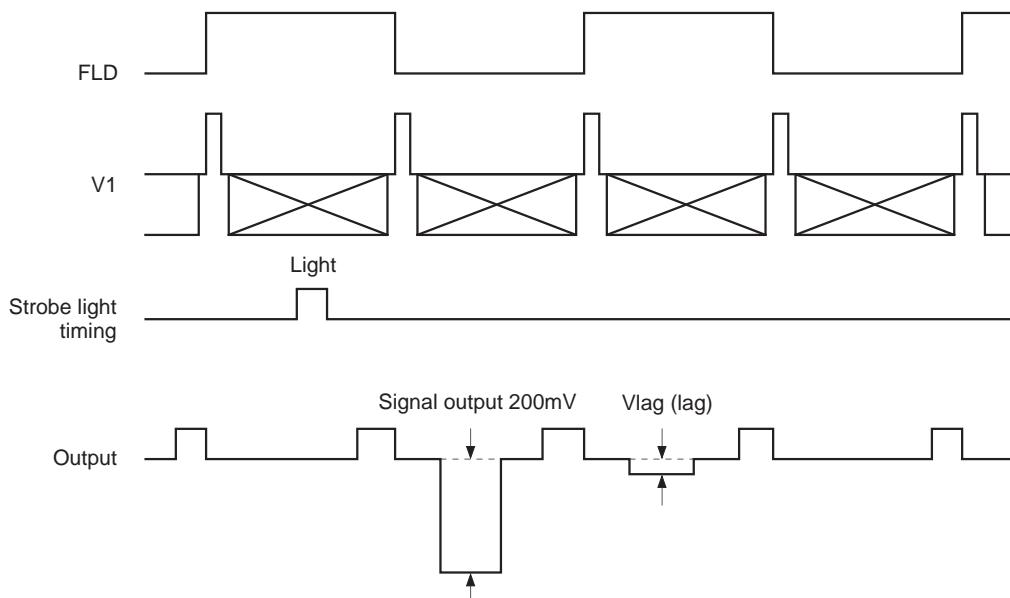 FLD
V1
Light
Strobe light
timing
Signal output 200mV
Vlag (lag)
Output